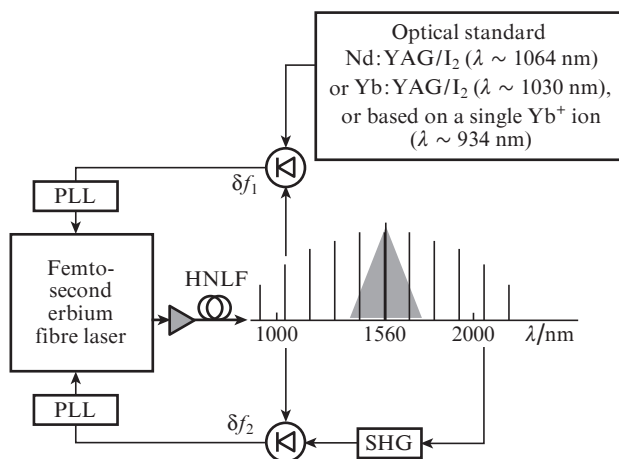 Optical standard
Nd:YAG/I₂ (λ ~ 1064 nm)
or Yb:YAG/I₂ (λ ~ 1030 nm),
or based on a single Yb⁺ ion
(λ ~ 934 nm)
δf₁
PLL
Femto-
second
erbium
fibre laser
HNLF
1000 1560 2000 λ/nm
PLL
δf₂
SHG